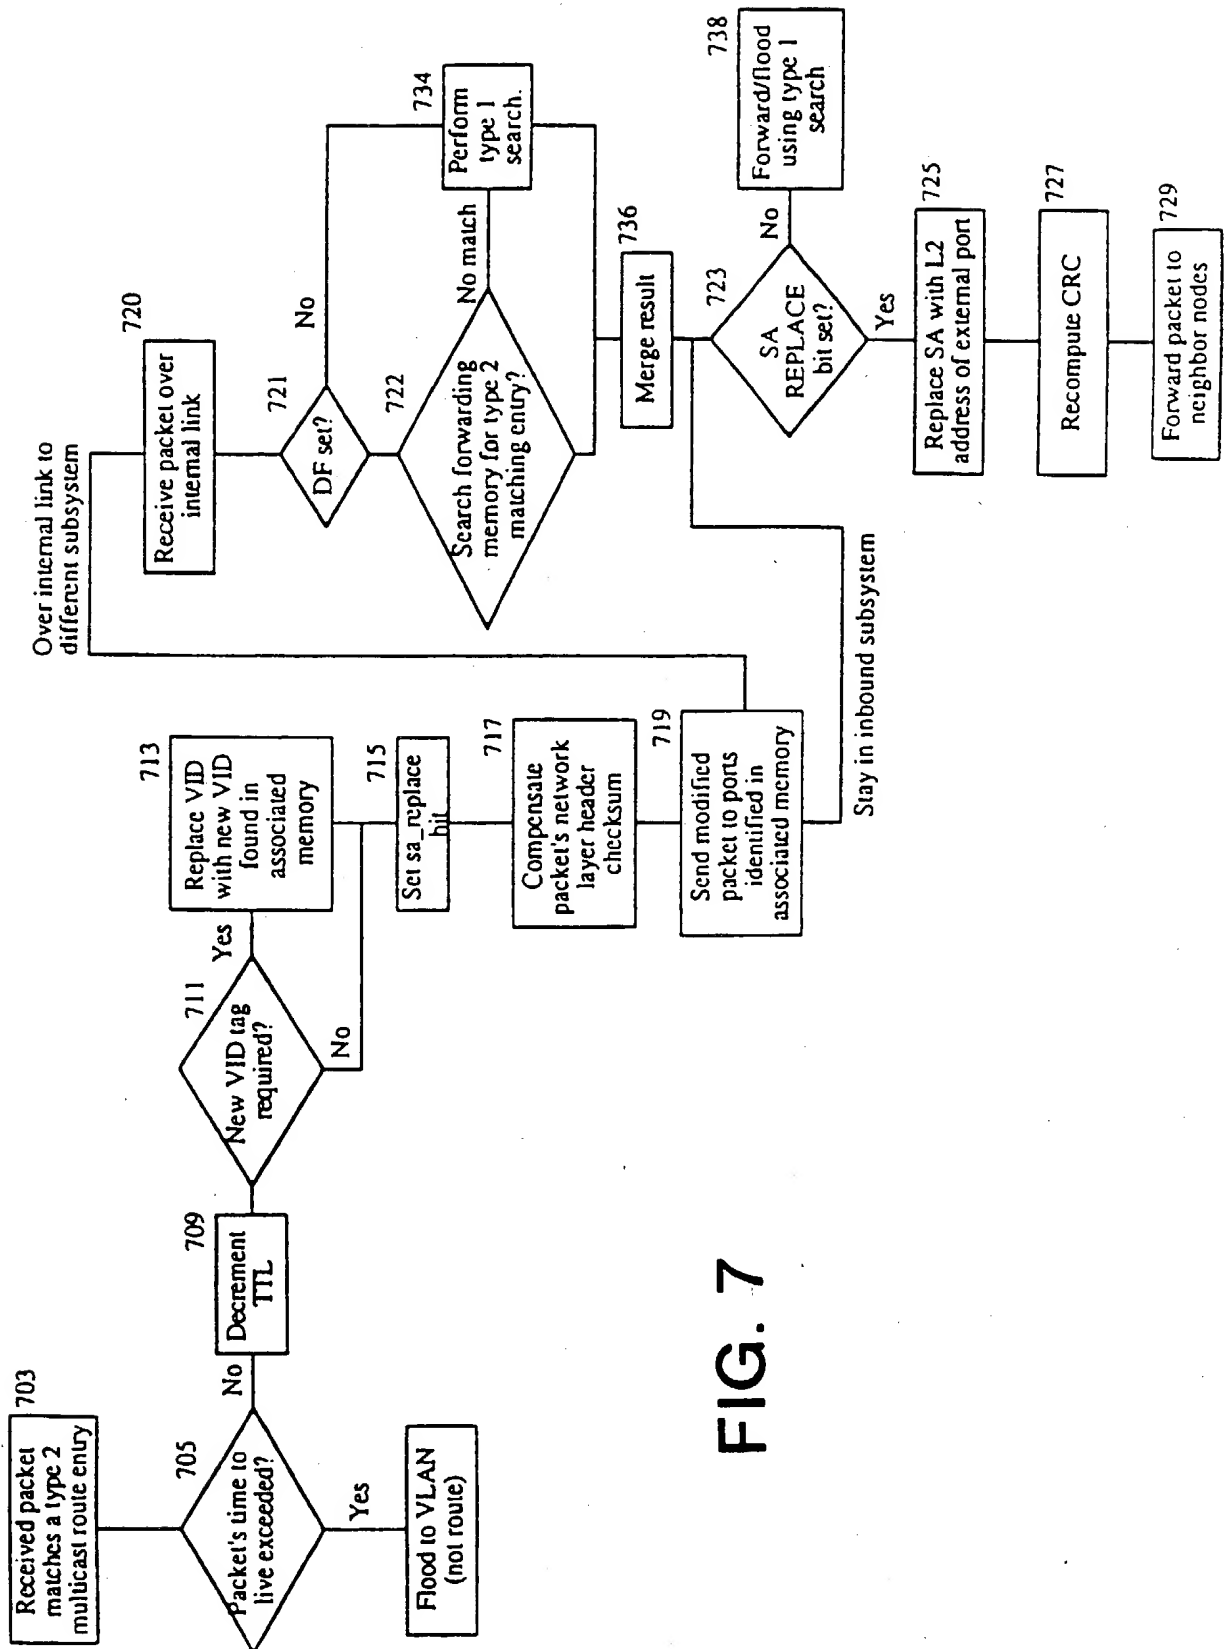 703
Received packet
matches a type 2
multicast route entry
705
Packet's time to
live exceeded?
Yes
Flood to VLAN
(not route)
No
709
Decrement
TTL
711
New VID tag
required?
Yes
No
713
Replace VID
with new VID
found in
associated
memory
715
Set sa_replace
bit
717
Compensate
packet's network
layer header
checksum
719
Send modified
packet to ports
identified in
associated memory
Over internal link to
different subsystem
Stay in inbound subsystem
720
Receive packet over
internal link
721
DF set?
No
722
Search forwarding
memory for type 2
matching entry?
No match
734
Perform
type 1
search.
736
Merge result
723
SA
REPLACE
bit set?
No
738
Forward/flood
using type 1
search
Yes
725
Replace SA with L2
address of external port
727
Recompute CRC
729
Forward packet to
neighbor nodes
FIG. 7